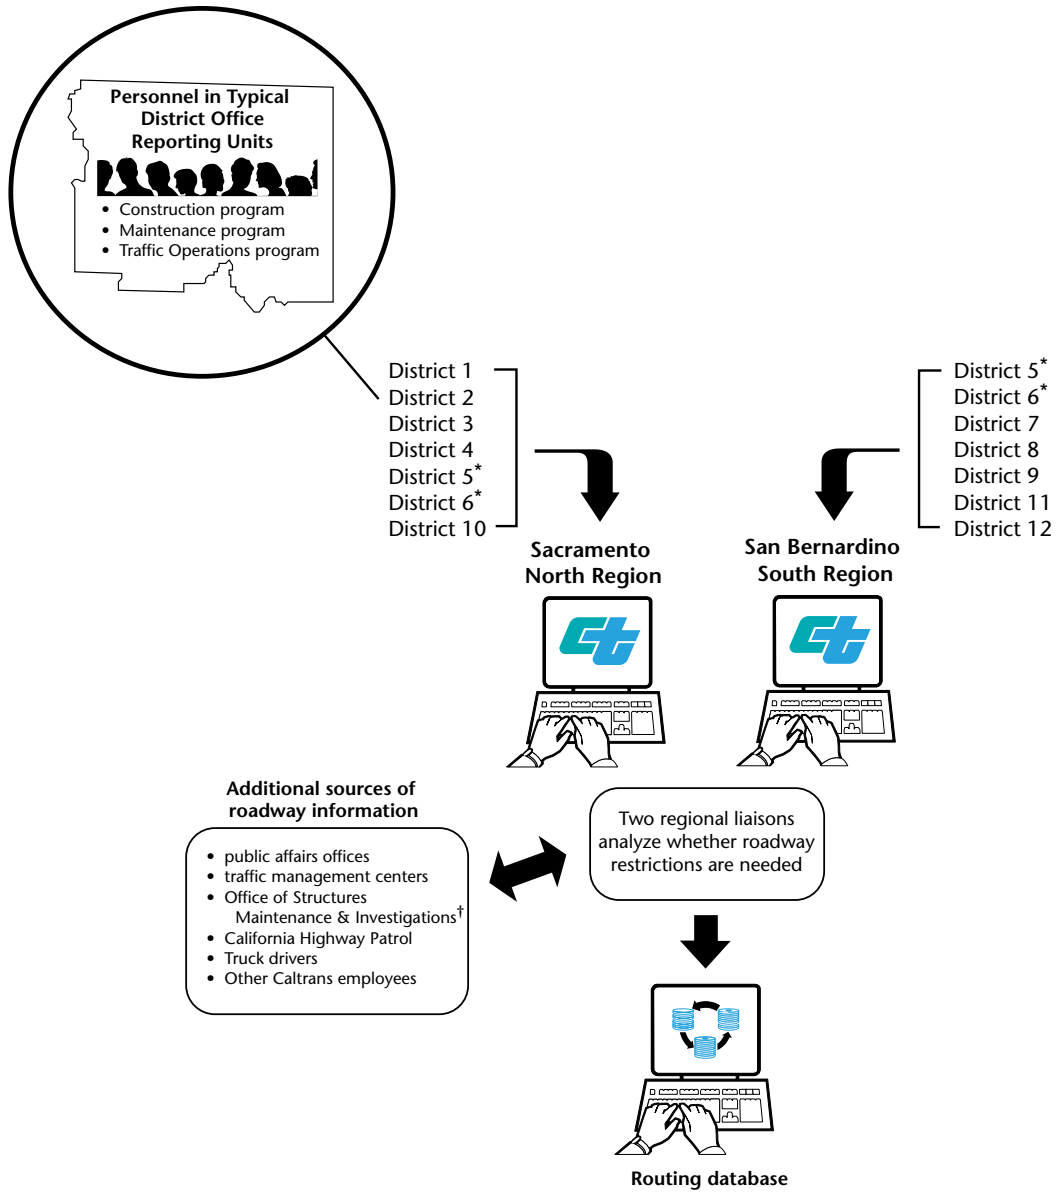 Personnel in Typical
District Office
Reporting Units
• Construction program
• Maintenance program
• Traffic Operations program
District 1
District 2
District 3
District 4
District 5*
District 6*
District 10
District 5*
District 6*
District 7
District 8
District 9
District 11
District 12
Sacramento
North Region
San Bernardino
South Region
ct
ct
Additional sources of
roadway information
• public affairs offices
• traffic management centers
• Office of Structures
Maintenance & Investigations†
• California Highway Patrol
• Truck drivers
• Other Caltrans employees
Two regional liaisons
analyze whether roadway
restrictions are needed
Routing database